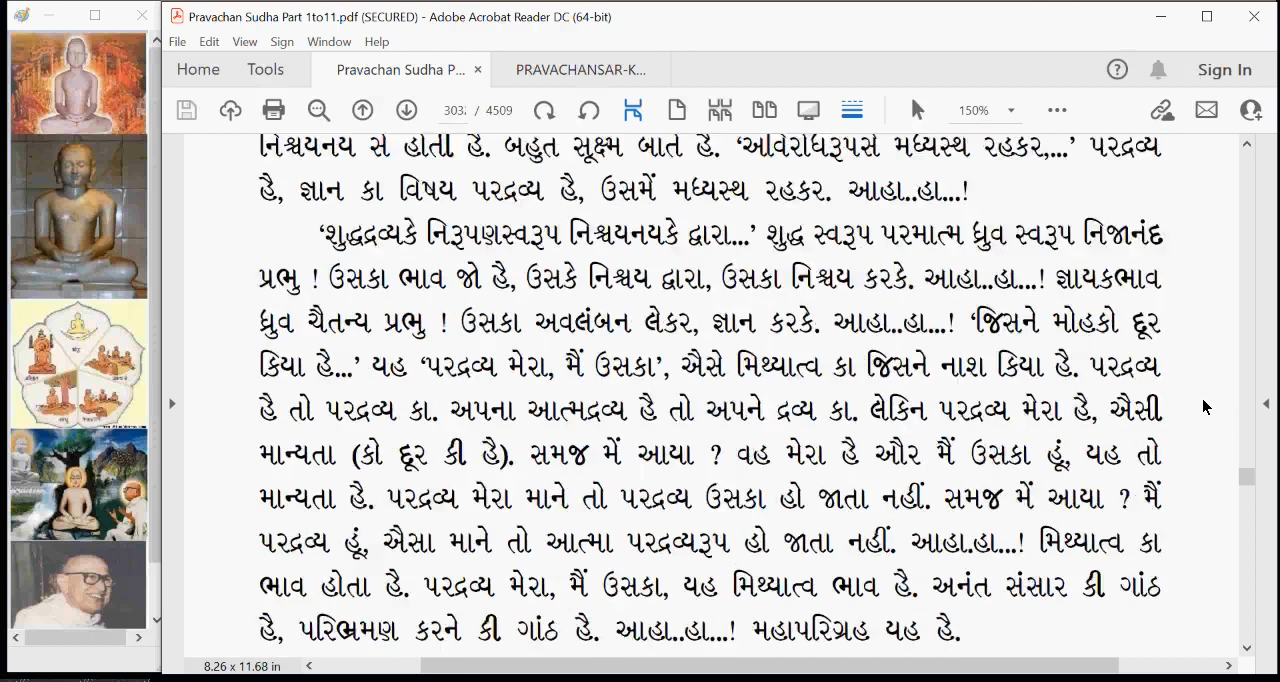 Pravachan Sudha Part 1to11.pdf (SECURED) - Adobe Acrobat Reader DC (64-bit)
File Edit View Sign Window Help
Home Tools Pravachan Sudha P... × PRAVACHANSAR-K... Sign In
303 / 4509 150%
નિશ્ચયનય સે હોતી હૈ. બહુત સૂક્ષ્મ બાત હૈ. ‘અવિરોધરૂપસે મધ્યસ્થ રહકર,...’ પરદ્રવ્ય
હૈ, જ્ઞાન કા વિષય પરદ્રવ્ય હૈ, ઉસમેં મધ્યસ્થ રહકર. આહા..હા...!
‘શુદ્ધદ્રવ્યકે નિરૂપણસ્વરૂપ નિશ્ચયનયકે દ્વારા...’ શુદ્ધ સ્વરૂપ પરમાત્મ ધ્રુવ સ્વરૂપ નિજાનંદ
પ્રભુ ! ઉસકા ભાવ જો હૈ, ઉસકે નિશ્ચય દ્વારા, ઉસકા નિશ્ચય કરકે. આહા..હા...! જ્ઞાયકભાવ
ધ્રુવ ચૈતન્ય પ્રભુ ! ઉસકા અવલંબન લેકર, જ્ઞાન કરકે. આહા..હા...! ‘જિસને મોહકો દૂર
કિયા હૈ...’ યહ ‘પરદ્રવ્ય મેરા, મૈં ઉસકા’, ઐસે મિથ્યાત્વ કા જિસને નાશ કિયા હૈ. પરદ્રવ્ય
હૈ તો પરદ્રવ્ય કા. અપના આત્મદ્રવ્ય હૈ તો અપને દ્રવ્ય કા. લેકિન પરદ્રવ્ય મેરા હૈ, ઐસી
માન્યતા (કો દૂર કી હૈ). સમજ મેં આયા ? વહ મેરા હૈ ઔર મૈં ઉસકા હૂં, યહ તો
માન્યતા હૈ. પરદ્રવ્ય મેરા માને તો પરદ્રવ્ય ઉસકા હો જાતા નહીં. સમજ મેં આયા ? મૈં
પરદ્રવ્ય હૂં, ઐસા માને તો આત્મા પરદ્રવ્યરૂપ હો જાતા નહીં. આહા.હા...! મિથ્યાત્વ કા
ભાવ હોતા હૈ. પરદ્રવ્ય મેરા, મૈં ઉસકા, યહ મિથ્યાત્વ ભાવ હૈ. અનંત સંસાર કી ગાંઠ
હૈ, પરિભ્રમણ કરને કી ગાંઠ હૈ. આહા..હા...! મહાપરિગ્રહ યહ હૈ.
8.26 x 11.68 in